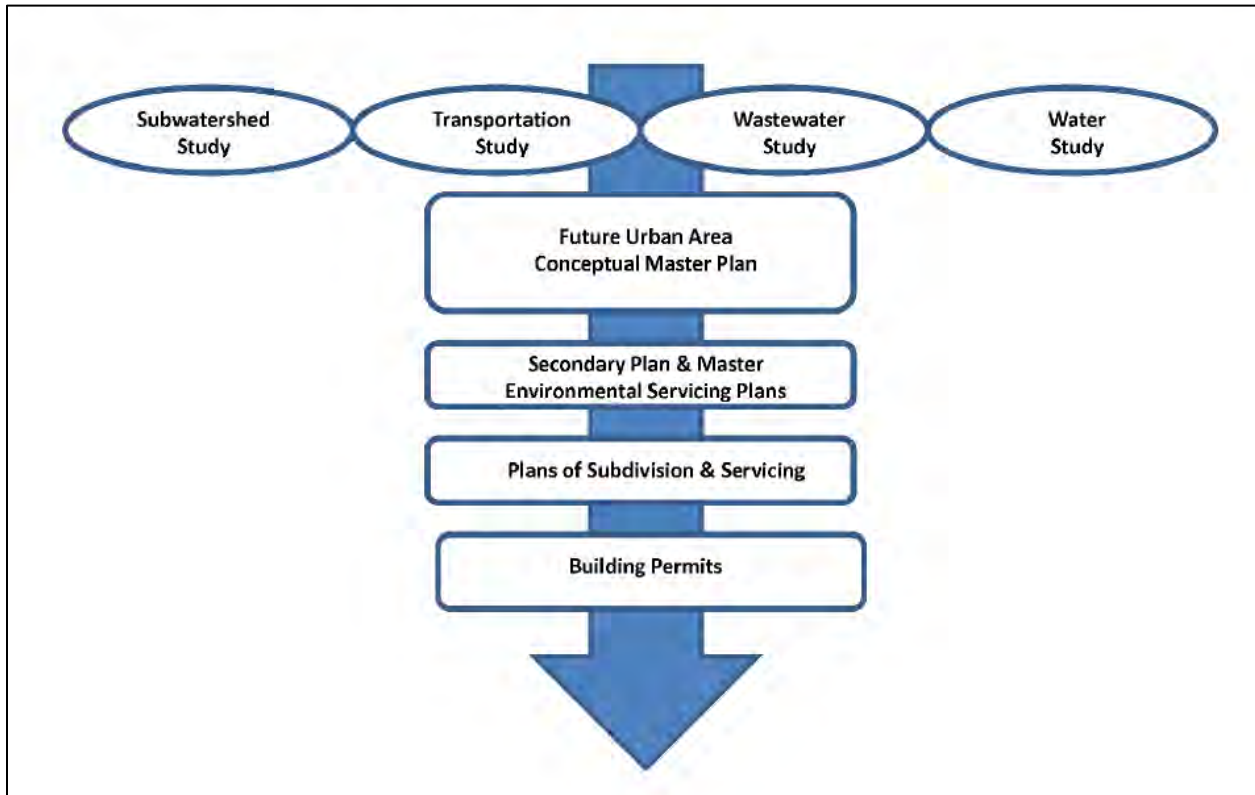 Subwatershed
Study
Transportation
Study
Wastewater
Study
Water
Study
Future Urban Area
Conceptual Master Plan
Secondary Plan & Master
Environmental Servicing Plans
Plans of Subdivision & Servicing
Building Permits